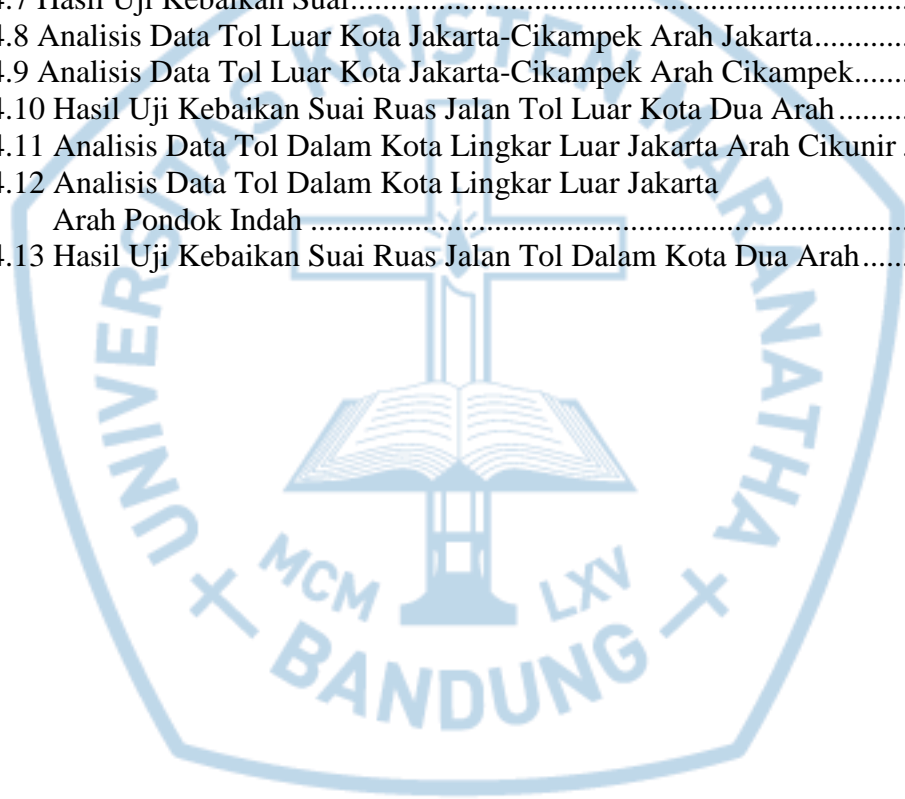 4.7 Hasil Uji Kebaikan Suai
4.8 Analisis Data Tol Luar Kota Jakarta-Cikampek Arah Jakarta
4.9 Analisis Data Tol Luar Kota Jakarta-Cikampek Arah Cikampek
4.10 Hasil Uji Kebaikan Suai Ruas Jalan Tol Luar Kota Dua Arah
4.11 Analisis Data Tol Dalam Kota Lingkar Luar Jakarta Arah Cikunir
4.12 Analisis Data Tol Dalam Kota Lingkar Luar Jakarta
Arah Pondok Indah
4.13 Hasil Uji Kebaikan Suai Ruas Jalan Tol Dalam Kota Dua Arah
UNIVERSITAS KRISTEN MARANATHA
MCM LXV
BANDUNG